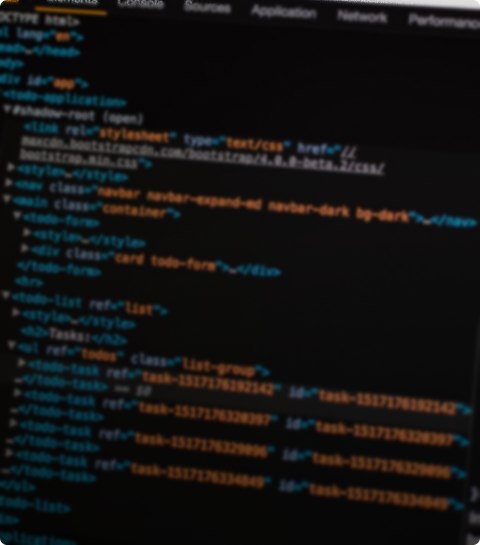 Elements Console Sources Application Network Performance
OCTYPE html>
lang="en">
ead>…</head>
ody>
div id="app">
<todo-application>
▼#shadow-root (open)
<link rel="stylesheet" type="text/css" href="//
maxcdn.bootstrapcdn.com/bootstrap/4.0.0-beta.2/css/
bootstrap.min.css">
▶<style>…</style>
▶<nav class="navbar navbar-expand-md navbar-dark bg-dark">…</nav>
▼<main class="container">
▼<todo-form>
▶<style>…</style>
▶<div class="card todo-form">…</div>
</todo-form>
<hr>
▼<todo-list ref="list">
▶<style>…</style>
<h2>Tasks:</h2>
▼<ul ref="todos" class="list-group">
▶<todo-task ref="task-1517176192142" id="task-1517176192142">
…</todo-task> == $0
▶<todo-task ref="task-1517176320397" id="task-1517176320397">
…</todo-task>
▶<todo-task ref="task-1517176329096" id="task-1517176329096">
…</todo-task>
▶<todo-task ref="task-1517176334849" id="task-1517176334849">
…</todo-task>
</ul>
todo-list>
in>
plication>